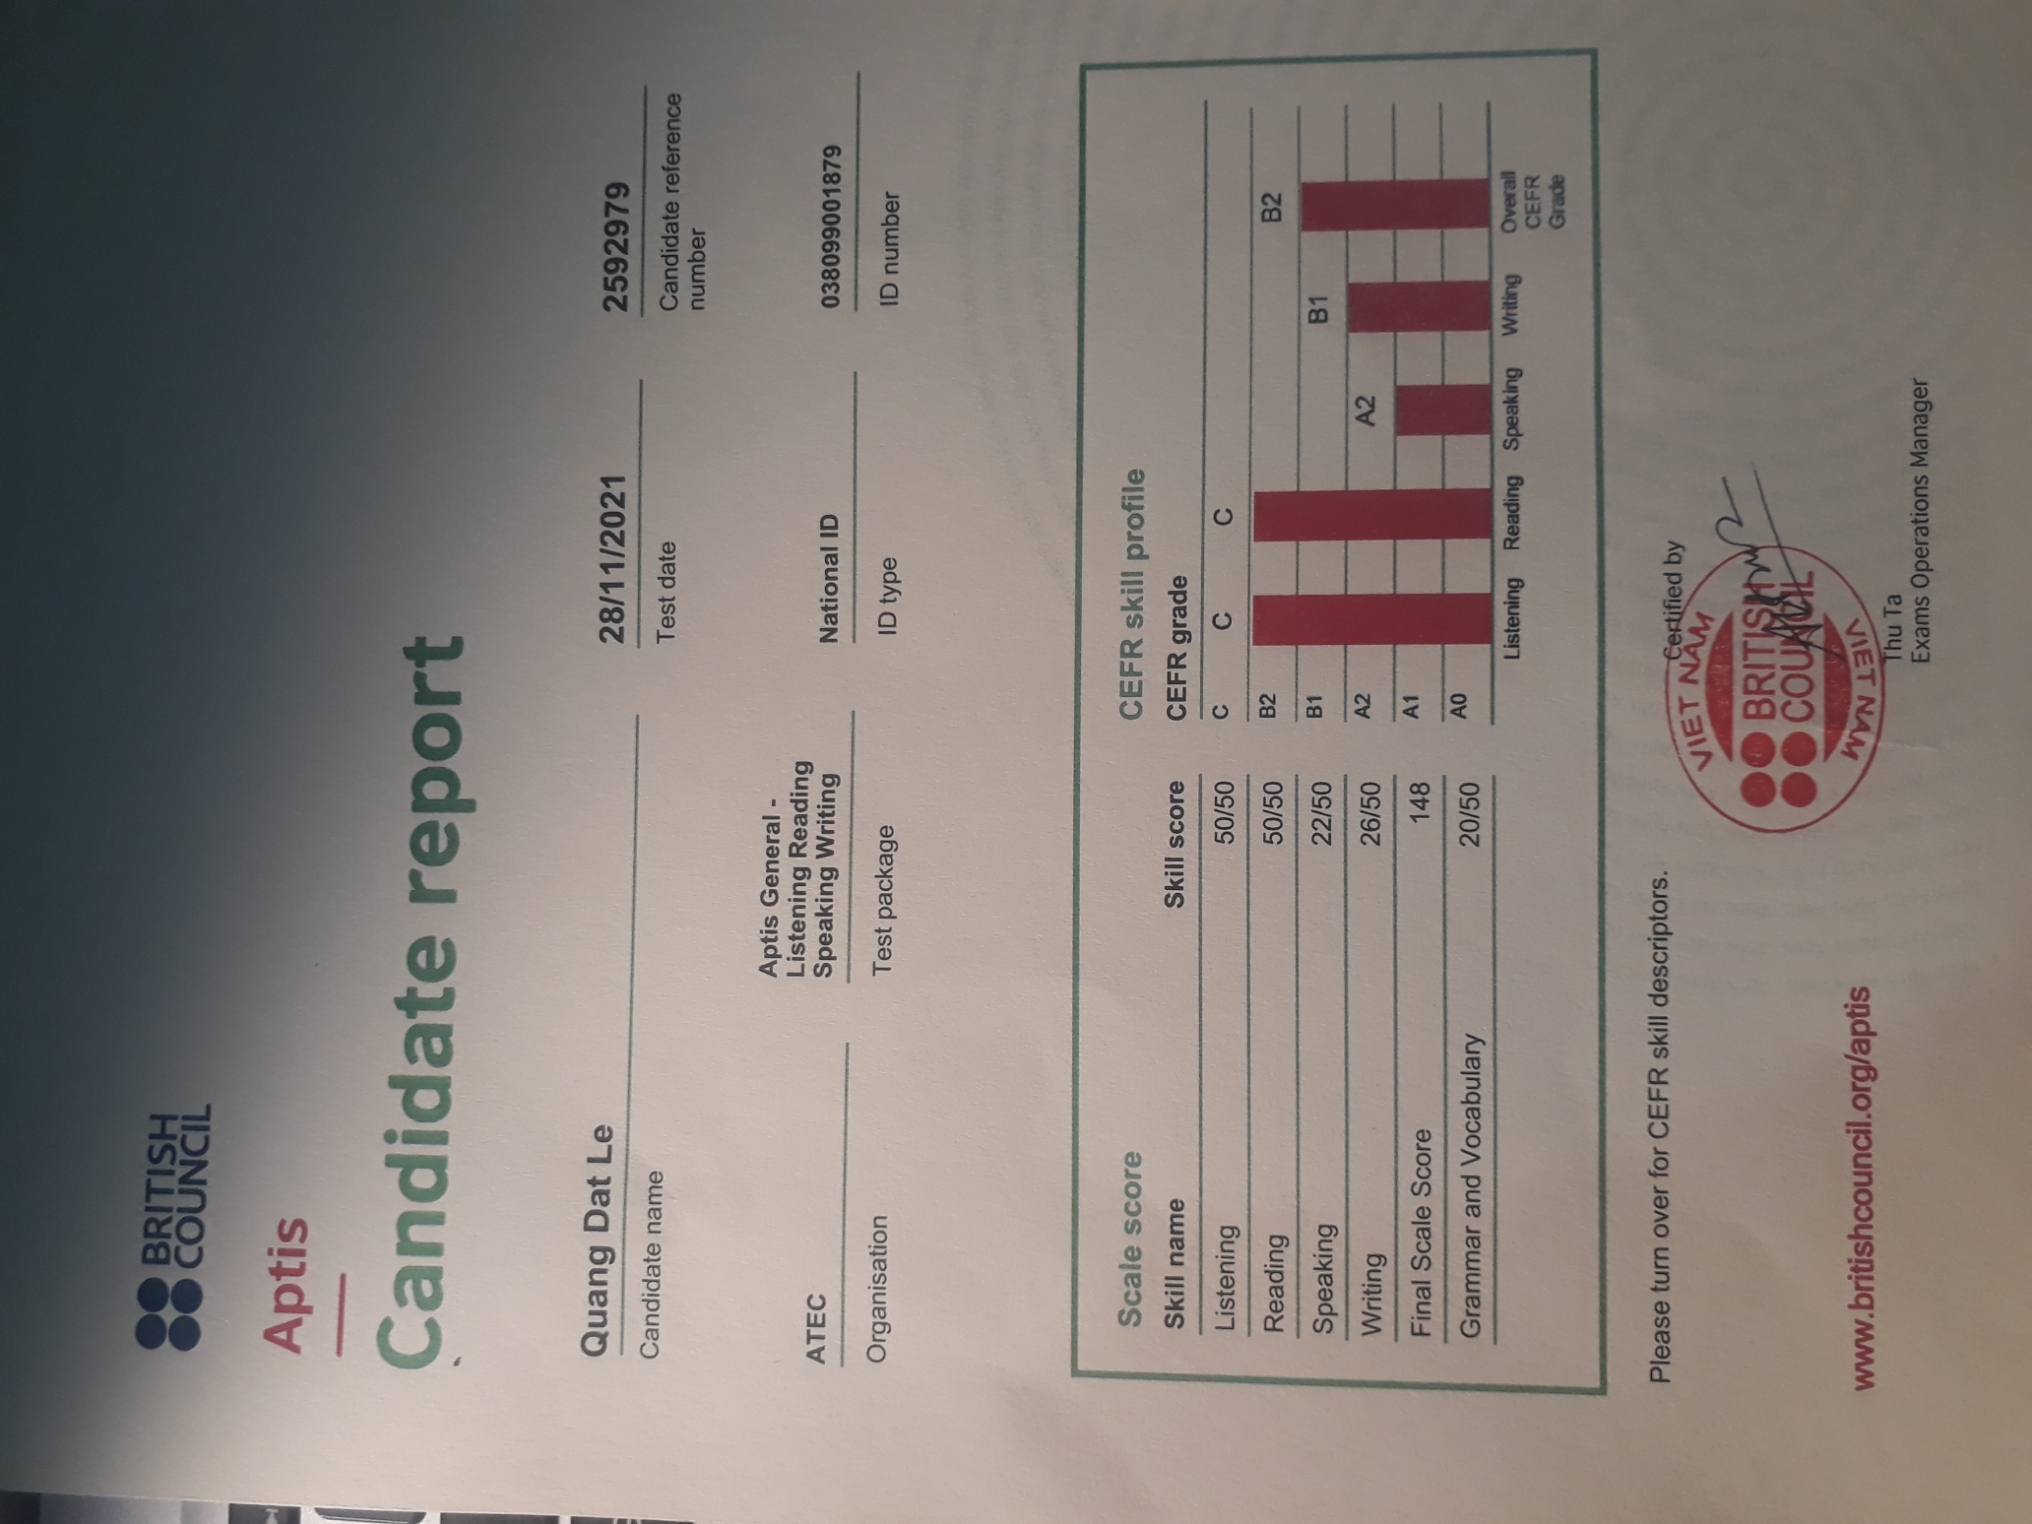 BRITISH
COUNCIL
Aptis
Candidate report
Quang Dat Le
Candidate name
28/11/2021
Test date
2592979
Candidate reference
number
ATEC
Organisation
Aptis General -
Listening Reading
Speaking Writing
Test package
National ID
ID type
038099001879
ID number
Scale score
Skill name Skill score
Listening 50/50
Reading 50/50
Speaking 22/50
Writing 26/50
Final Scale Score 148
Grammar and Vocabulary 20/50
CEFR skill profile
CEFR grade
C C C
B2 B2
B1 B1
A2 A2
A1
A0
Listening Reading Speaking Writing Overall
CEFR
Grade
Please turn over for CEFR skill descriptors.
Certified by
VIET NAM
BRITISH
COUNCIL
VIET NAM
www.britishcouncil.org/aptis
Thu Ta
Exams Operations Manager